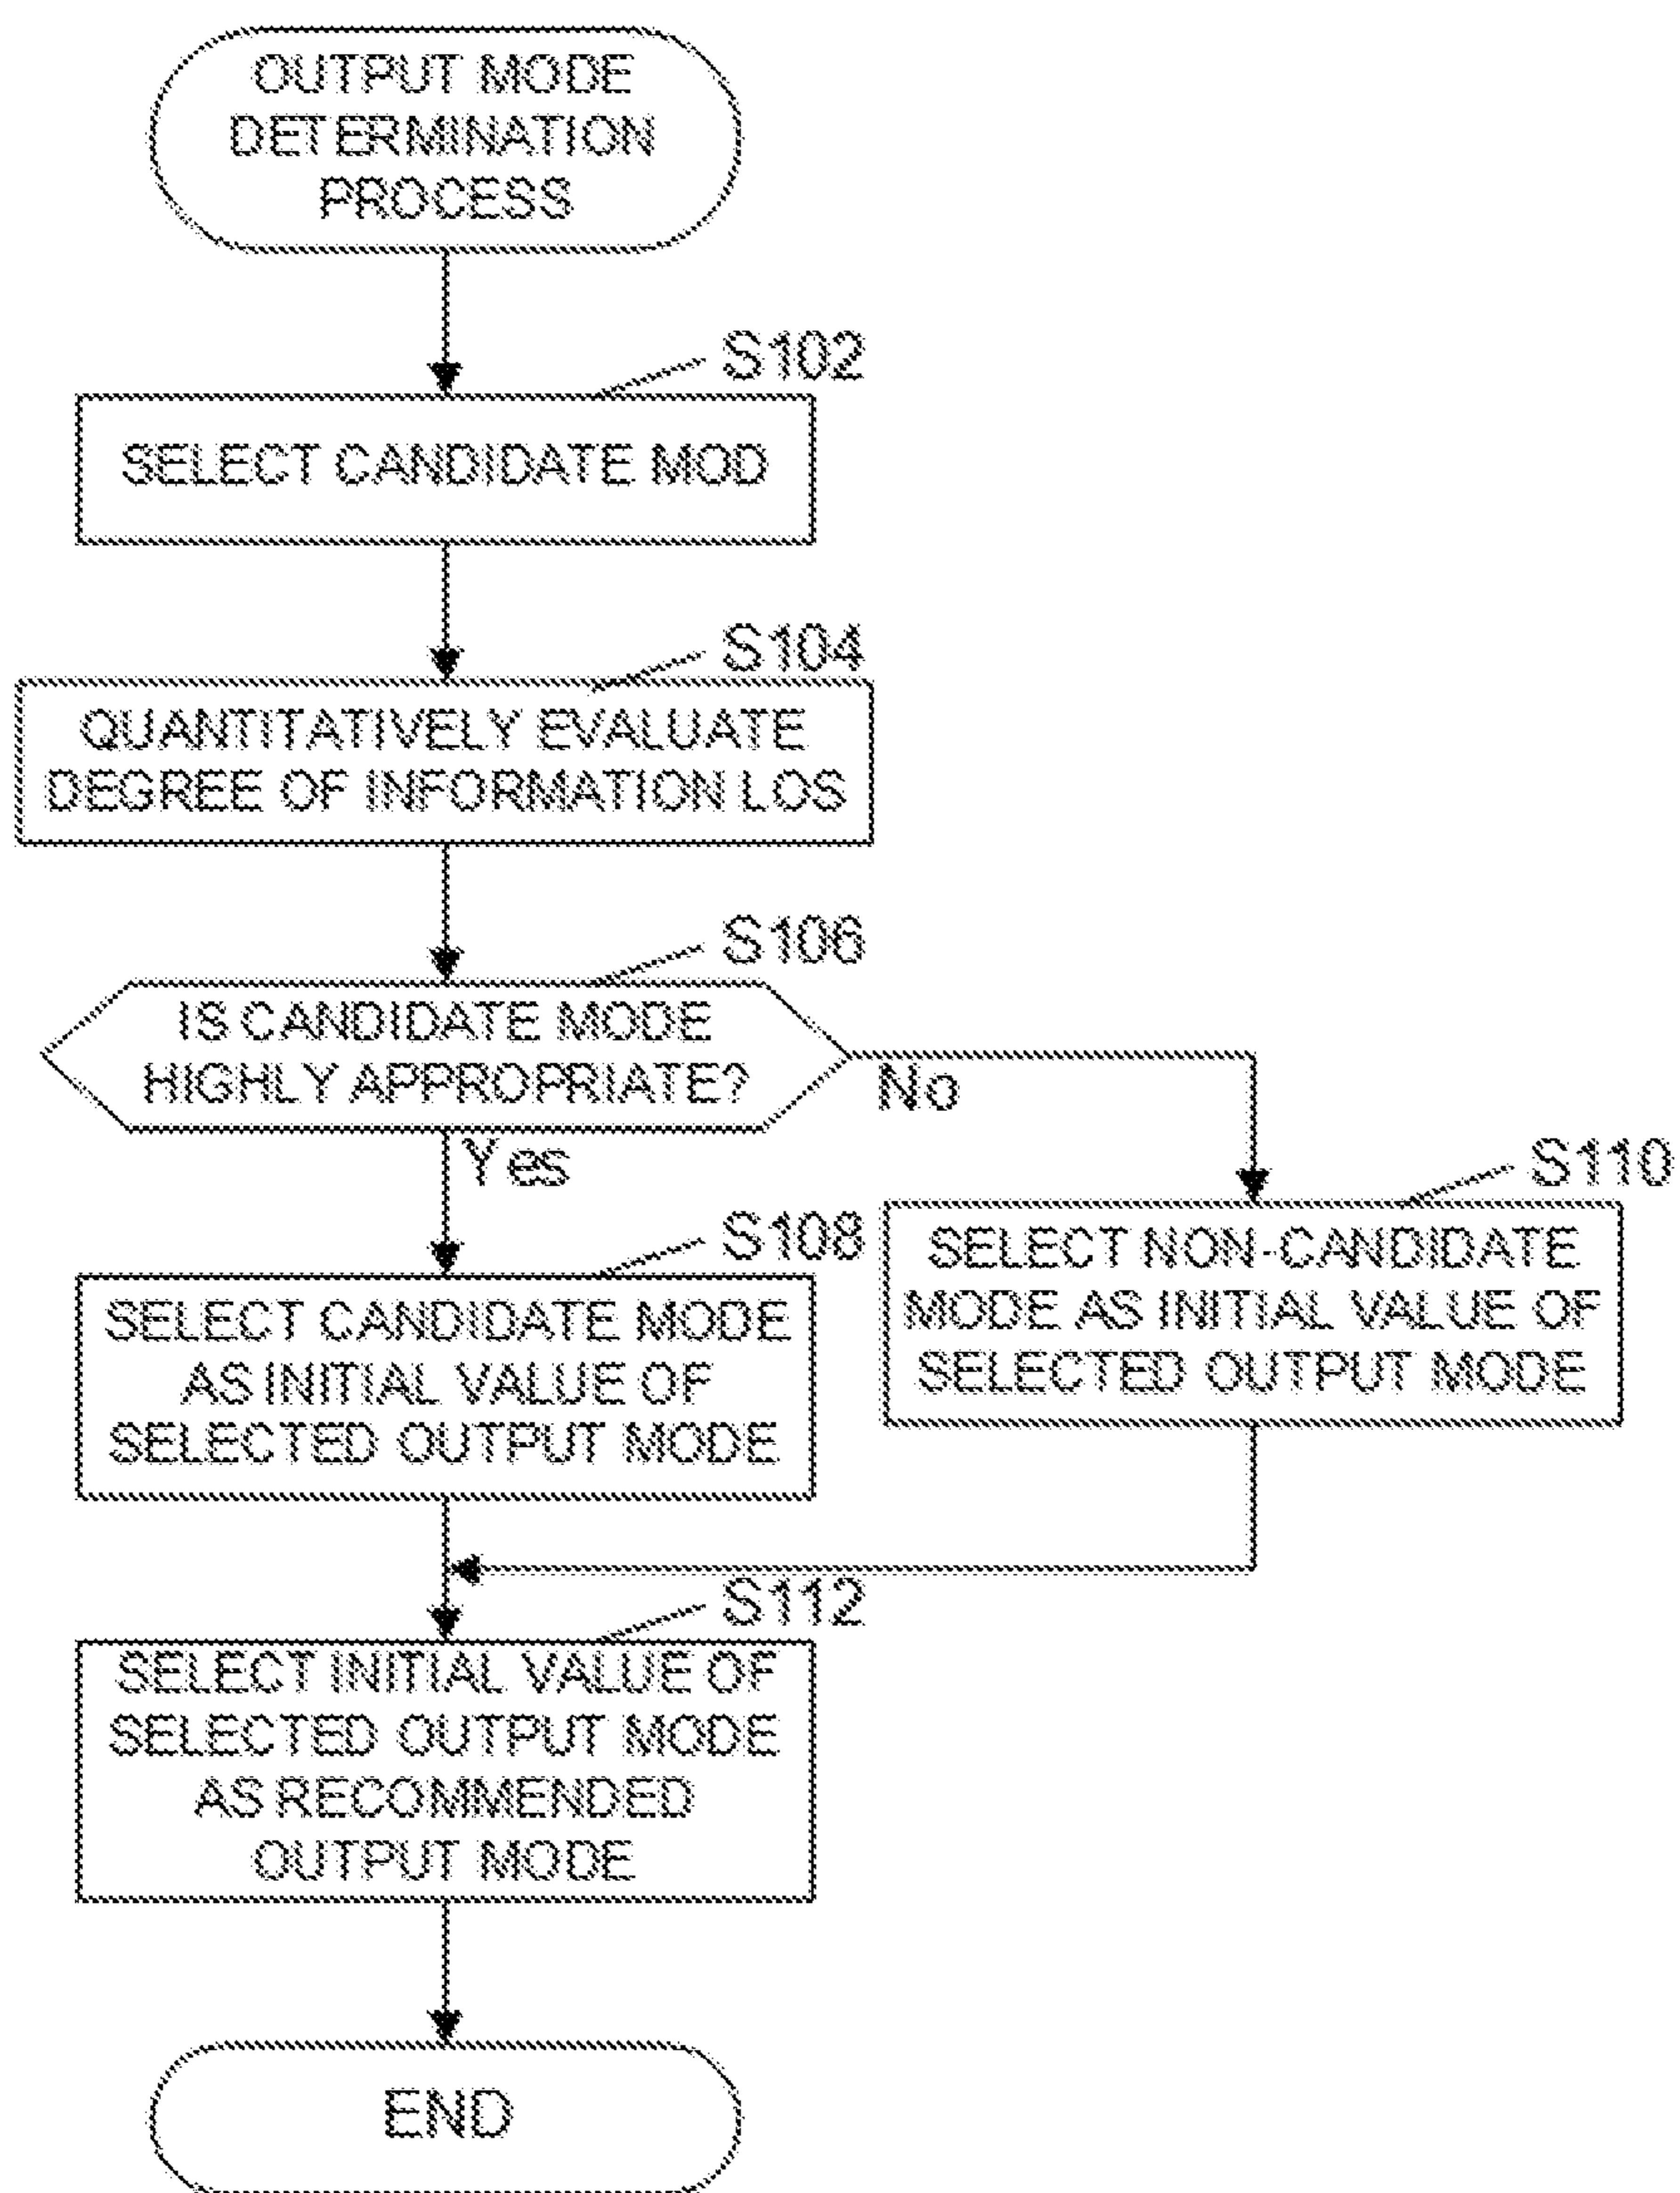 OUTPUT MODE
DETERMINATION
PROCESS
S102
SELECT CANDIDATE MOD
S104
QUANTITATIVELY EVALUATE
DEGREE OF INFORMATION LOS
S106
IS CANDIDATE MODE
HIGHLY APPROPRIATE?
No
Yes
S110
SELECT NON-CANDIDATE
MODE AS INITIAL VALUE OF
SELECTED OUTPUT MODE
S108
SELECT CANDIDATE MODE
AS INITIAL VALUE OF
SELECTED OUTPUT MODE
S112
SELECT INITIAL VALUE OF
SELECTED OUTPUT MODE
AS RECOMMENDED
OUTPUT MODE
END